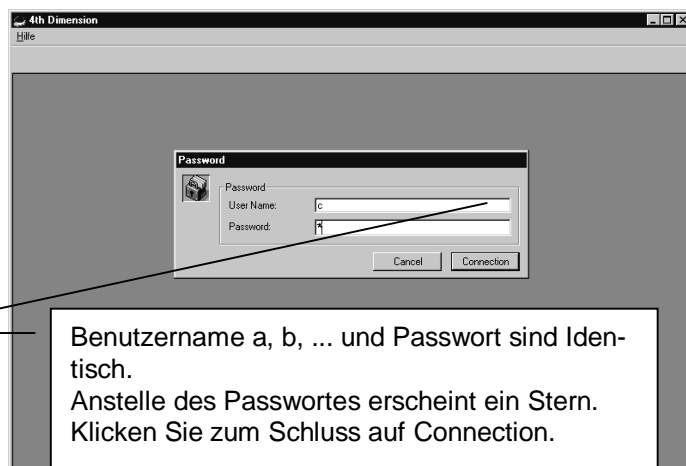 4th Dimension
Hilfe
Password
Password
User Name: c
Password: *
Cancel Connection
Benutzername a, b, ... und Passwort sind Iden-
tisch.
Anstelle des Passwortes erscheint ein Stern.
Klicken Sie zum Schluss auf Connection.